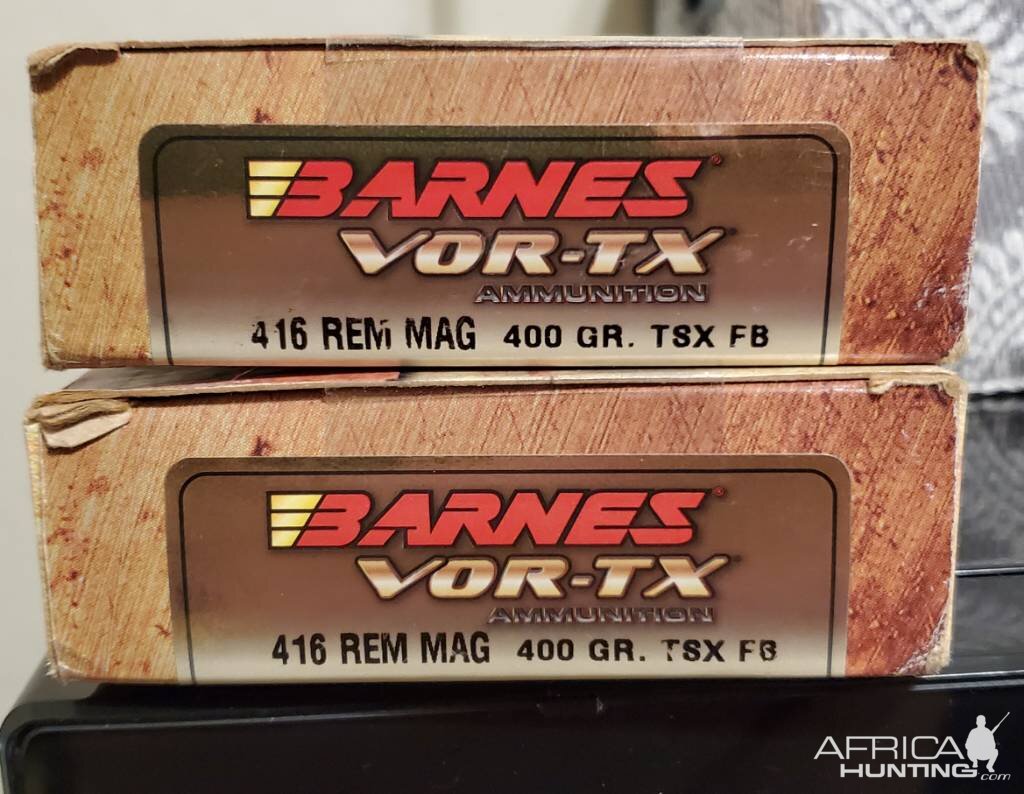 BARNES®
VOR-TX
AMMUNITION
416 REM MAG 400 GR. TSX FB
BARNES®
VOR-TX
AMMUNITION
416 REM MAG 400 GR. TSX FB
AFRICA
HUNTING.com